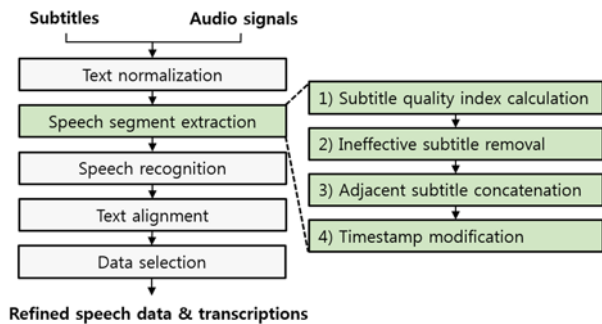 Subtitles
Audio signals
Text normalization
Speech segment extraction
Speech recognition
Text alignment
Data selection
Refined speech data & transcriptions
1) Subtitle quality index calculation
2) Ineffective subtitle removal
3) Adjacent subtitle concatenation
4) Timestamp modification